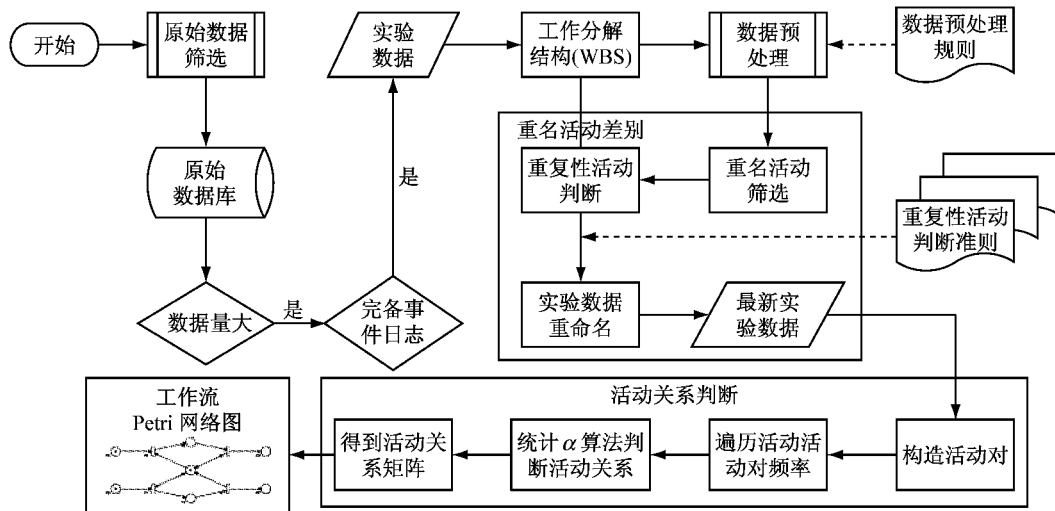 开始
原始数据
筛选
实验
数据
工作分解
结构(WBS)
数据预
处理
数据预处理
规则
重名活动差别
原始
数据库
是
重复性活动
判断
重名活动
筛选
重复性活动
判断准则
数据量大
是
完备事
件日志
实验数据
重命名
最新实
验数据
工作流
Petri 网络图
活动关系判断
得到活动关
系矩阵
统计α算法判
断活动关系
遍历活动活
动对频率
构造活动对